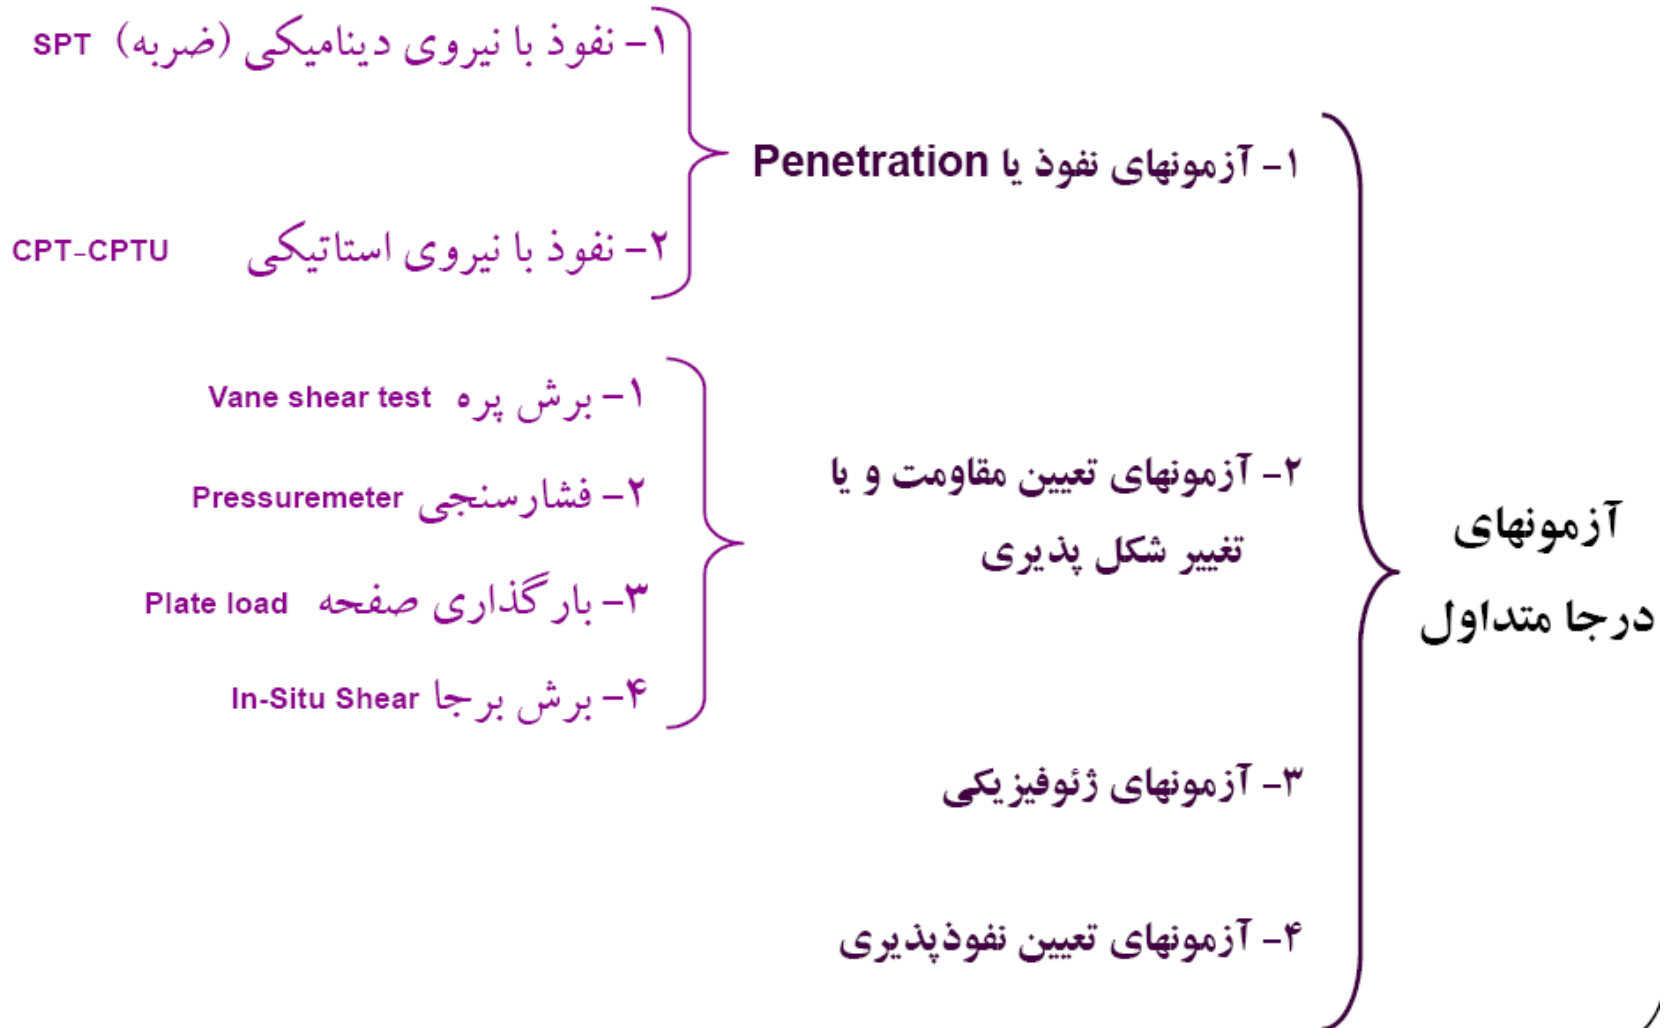 آزمونهای
درجا متداول
۱- آزمونهای نفوذ یا Penetration
۱- نفوذ با نیروی دینامیکی (ضربه) SPT
۲- نفوذ با نیروی استاتیکی CPT-CPTU
۲- آزمونهای تعیین مقاومت و یا
تغییر شکل پذیری
۱- برش پره Vane shear test
۲- فشارسنجی Pressuremeter
۳- بارگذاری صفحه Plate load
۴- برش برجا In-Situ Shear
۳- آزمونهای ژئوفیزیکی
۴- آزمونهای تعیین نفوذپذیری